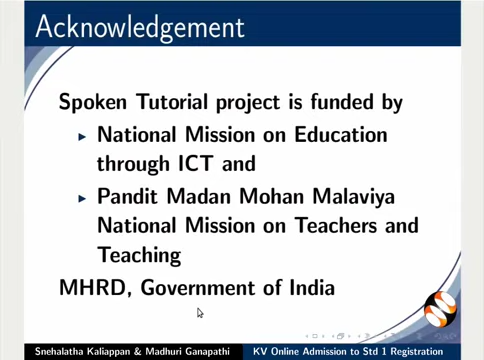 Acknowledgement
Spoken Tutorial project is funded by
National Mission on Education
through ICT and
Pandit Madan Mohan Malaviya
National Mission on Teachers and
Teaching
MHRD, Government of India
Snehalatha Kaliappan & Madhuri Ganapathi KV Online Admission to Std 1 Registration